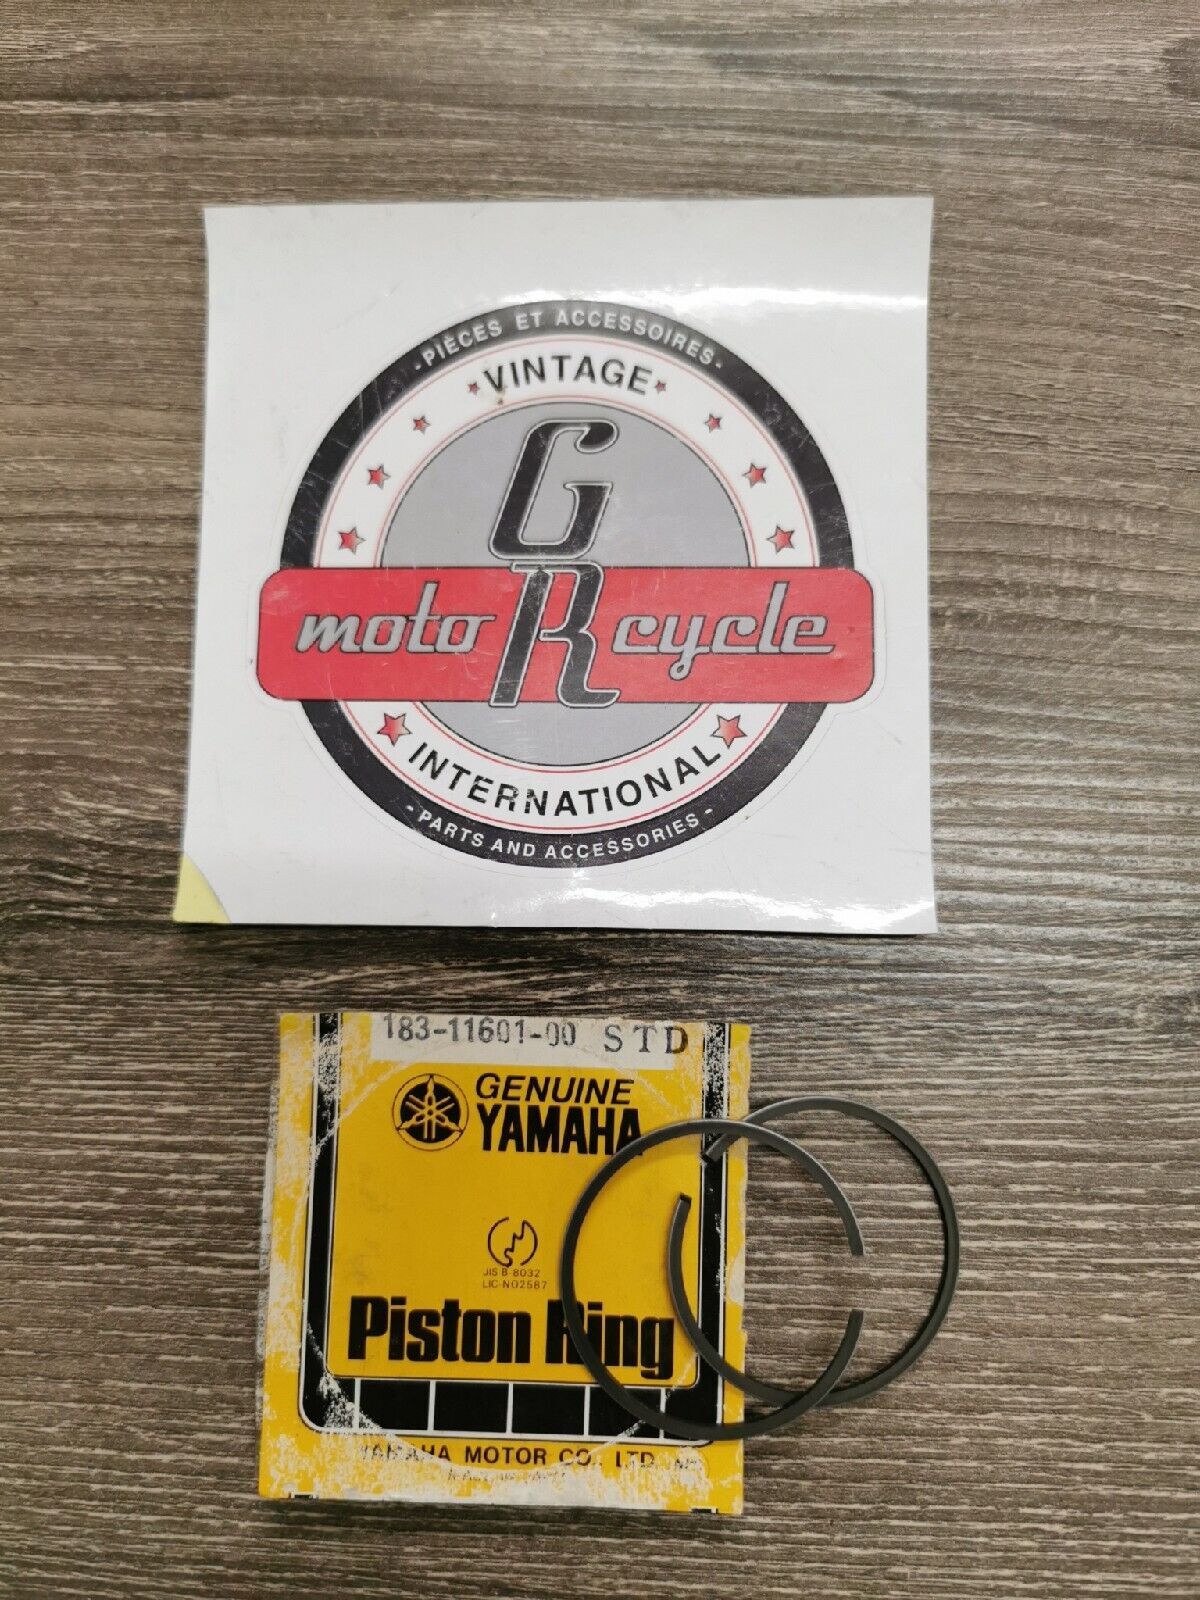 - PIÈCES ET ACCESSOIRES -
VINTAGE
GR
moto cycle
INTERNATIONAL
- PARTS AND ACCESSORIES -
183-11601-00 STD
GENUINE
YAMAHA
JIS B 8032
LIC-NO2587
Piston Ring
YAMAHA MOTOR CO., LTD.